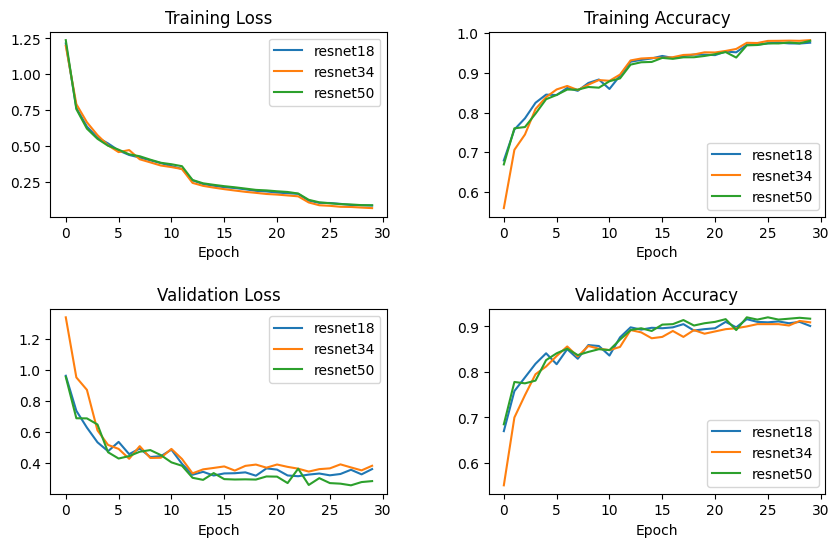 Training Loss
1.25
1.00
0.75
0.50
0.25
0 5 10 15 20 25 30
Epoch
resnet18
resnet34
resnet50
Training Accuracy
1.0
0.9
0.8
0.7
0.6
0 5 10 15 20 25 30
Epoch
resnet18
resnet34
resnet50
Validation Loss
1.2
1.0
0.8
0.6
0.4
0 5 10 15 20 25 30
Epoch
resnet18
resnet34
resnet50
Validation Accuracy
0.9
0.8
0.7
0.6
0 5 10 15 20 25 30
Epoch
resnet18
resnet34
resnet50